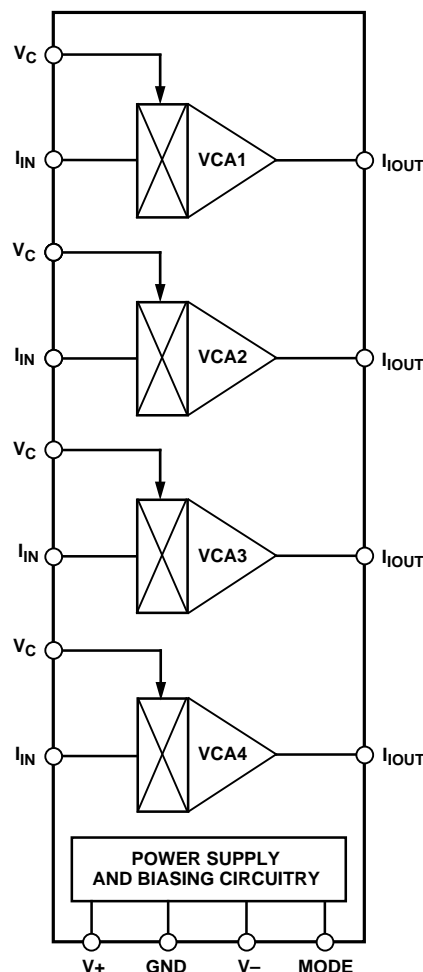 VC
IIN
VCA1
IIOUT
VC
IIN
VCA2
IIOUT
VC
IIN
VCA3
IIOUT
VC
IIN
VCA4
IIOUT
POWER SUPPLY
AND BIASING CIRCUITRY
V+ GND V– MODE